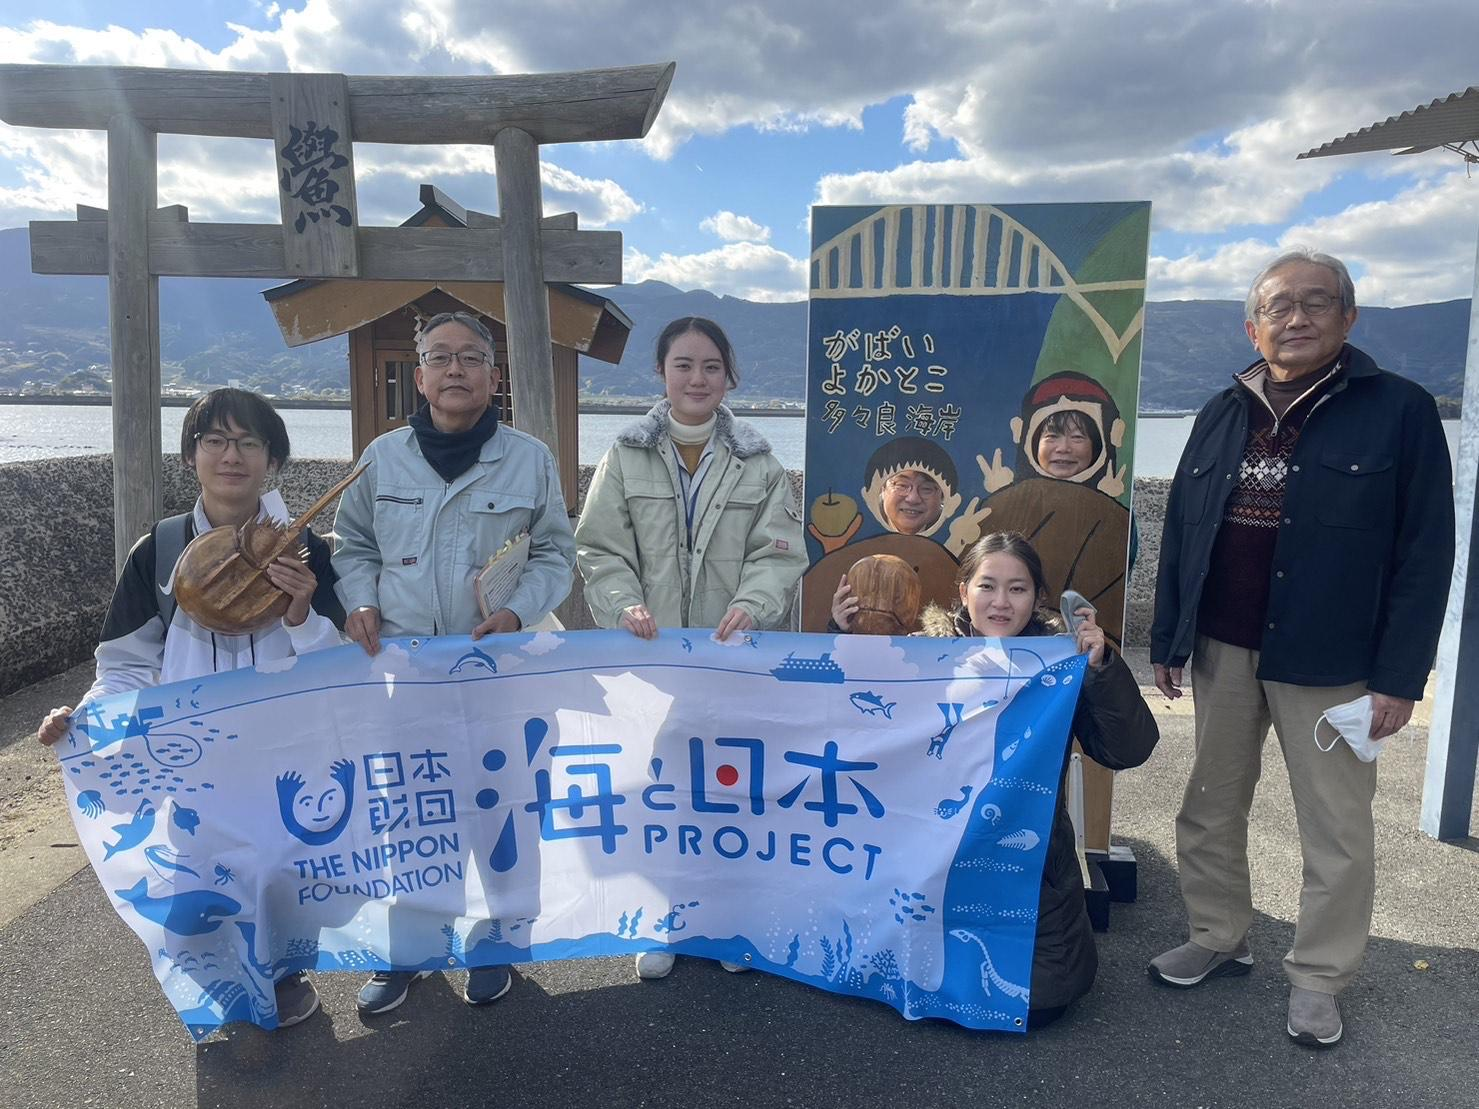 鱟
がばい
よかとこ
多々良海岸
日本
財団
THE NIPPON
FOUNDATION
海と日本
PROJECT